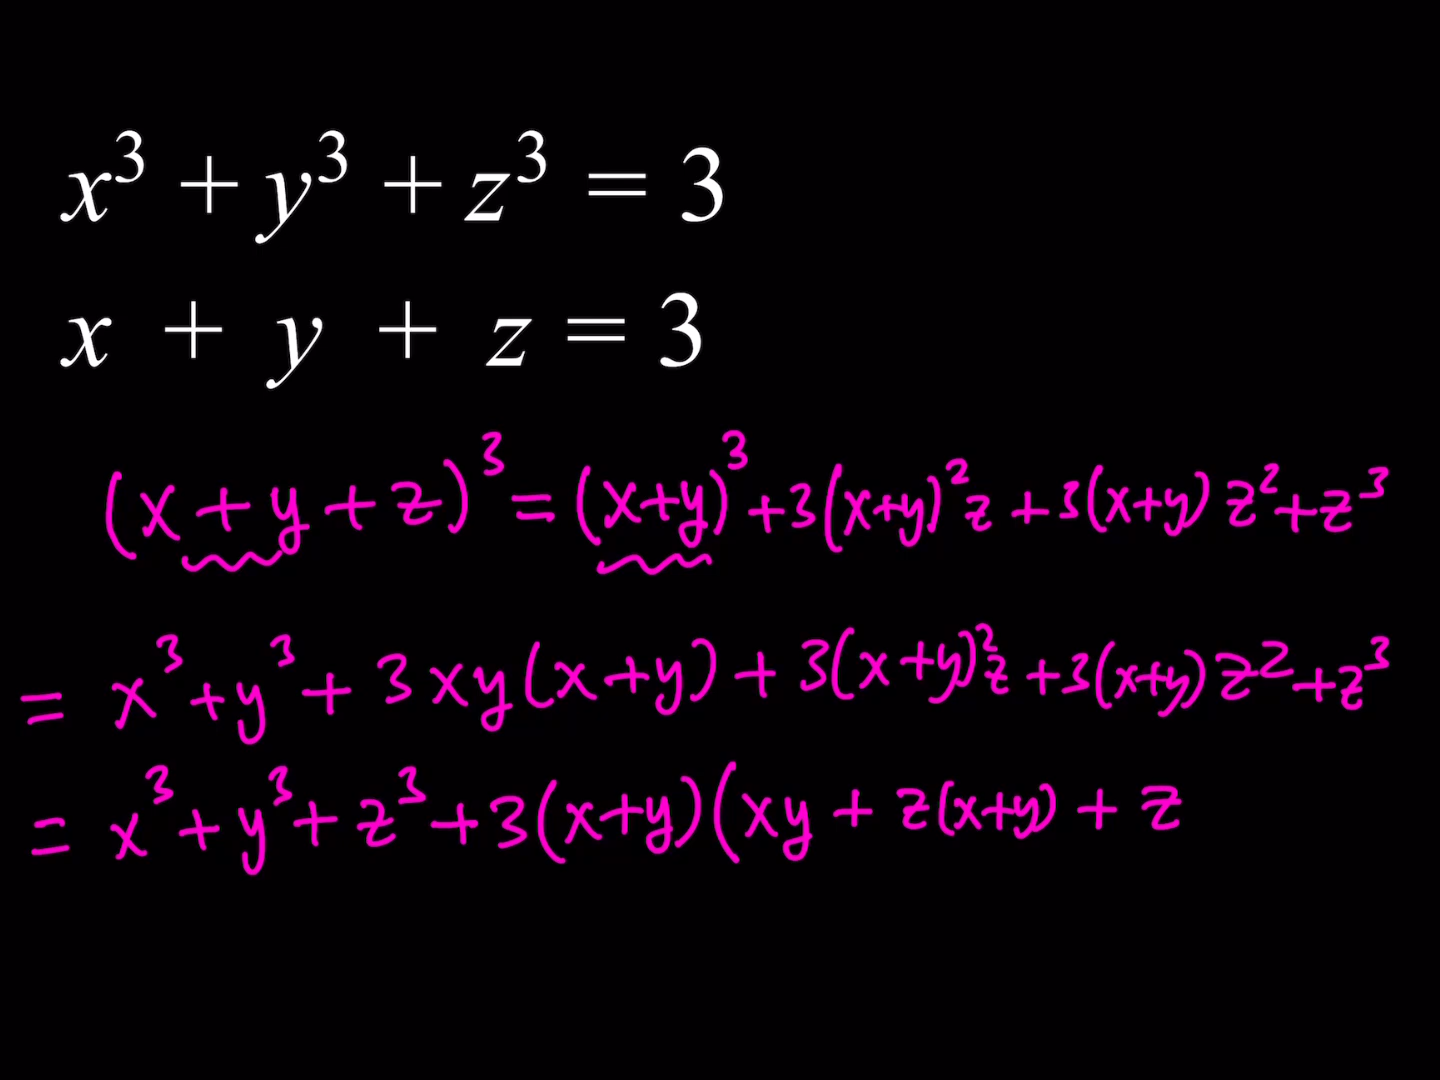 x³ + y³ + z³ = 3
x + y + z = 3
(x+y+z)³ = (x+y)³ + 3(x+y)²z + 3(x+y)z² + z³
= x³ + y³ + 3xy(x+y) + 3(x+y)²z + 3(x+y)z² + z³
= x³ + y³ + z³ + 3(x+y)(xy + z(x+y) + z